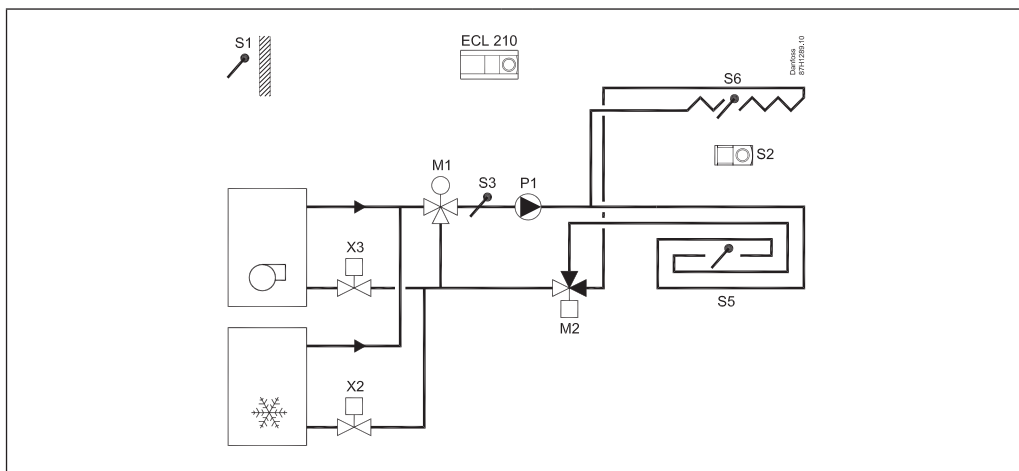 S1
ECL 210
Danfoss
87H1289.10
S6
S2
M1
S3
P1
X3
S5
M2
X2